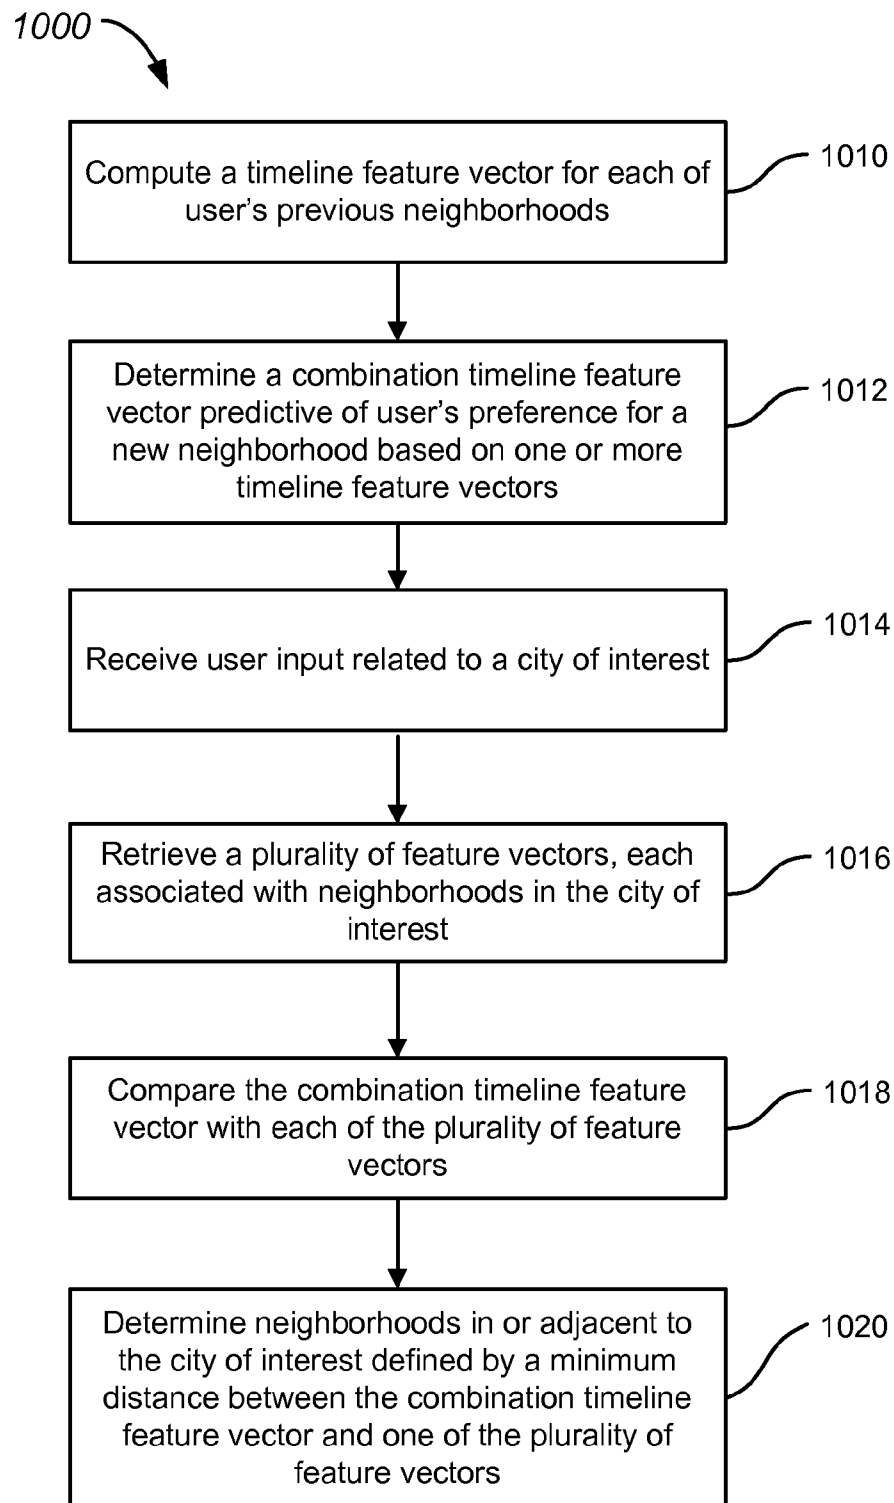 1000
Compute a timeline feature vector for each of
user's previous neighborhoods
1010
Determine a combination timeline feature
vector predictive of user's preference for a
new neighborhood based on one or more
timeline feature vectors
1012
Receive user input related to a city of interest
1014
Retrieve a plurality of feature vectors, each
associated with neighborhoods in the city of
interest
1016
Compare the combination timeline feature
vector with each of the plurality of feature
vectors
1018
Determine neighborhoods in or adjacent to
the city of interest defined by a minimum
distance between the combination timeline
feature vector and one of the plurality of
feature vectors
1020